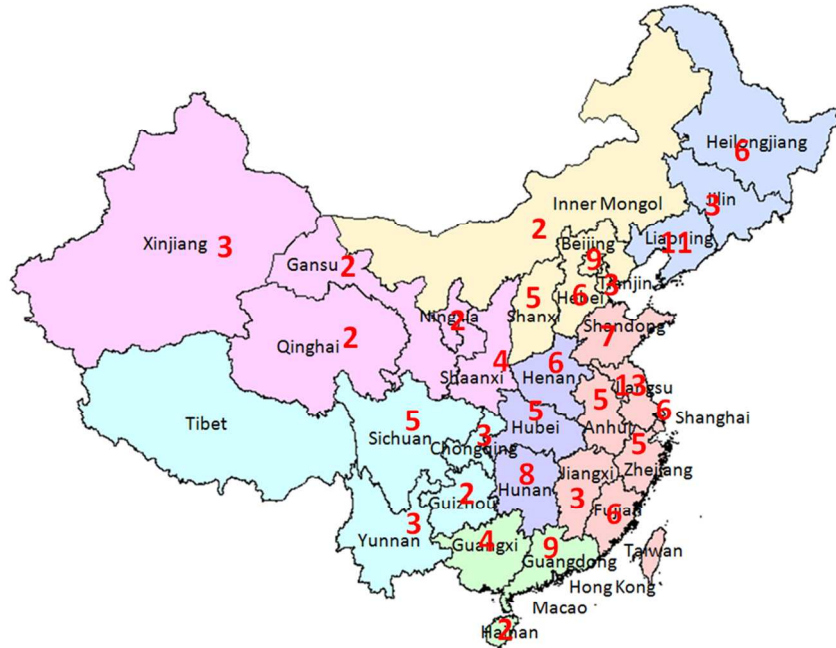 Heilongjiang
6
Jilin
3
Inner Mongol
2
Liaoning
11
Beijing
9
Xinjiang 3
Gansu 2
Tianjin
3
Hebei
6
5
Shanxi
Ningxia
2
Shandong
7
Qinghai 2
4
Shaanxi
6
Henan
13
Jiangsu
5
Anhui
6 Shanghai
Tibet
5
Sichuan
5
Hubei
3
Chongqing
5
Zhejiang
8
Hunan
Jiangxi
3
2
Guizhou
Fujian
6
3
Yunnan
4
Guangxi
9
Guangdong
Taiwan
Hong Kong
Macao
Hainan
2